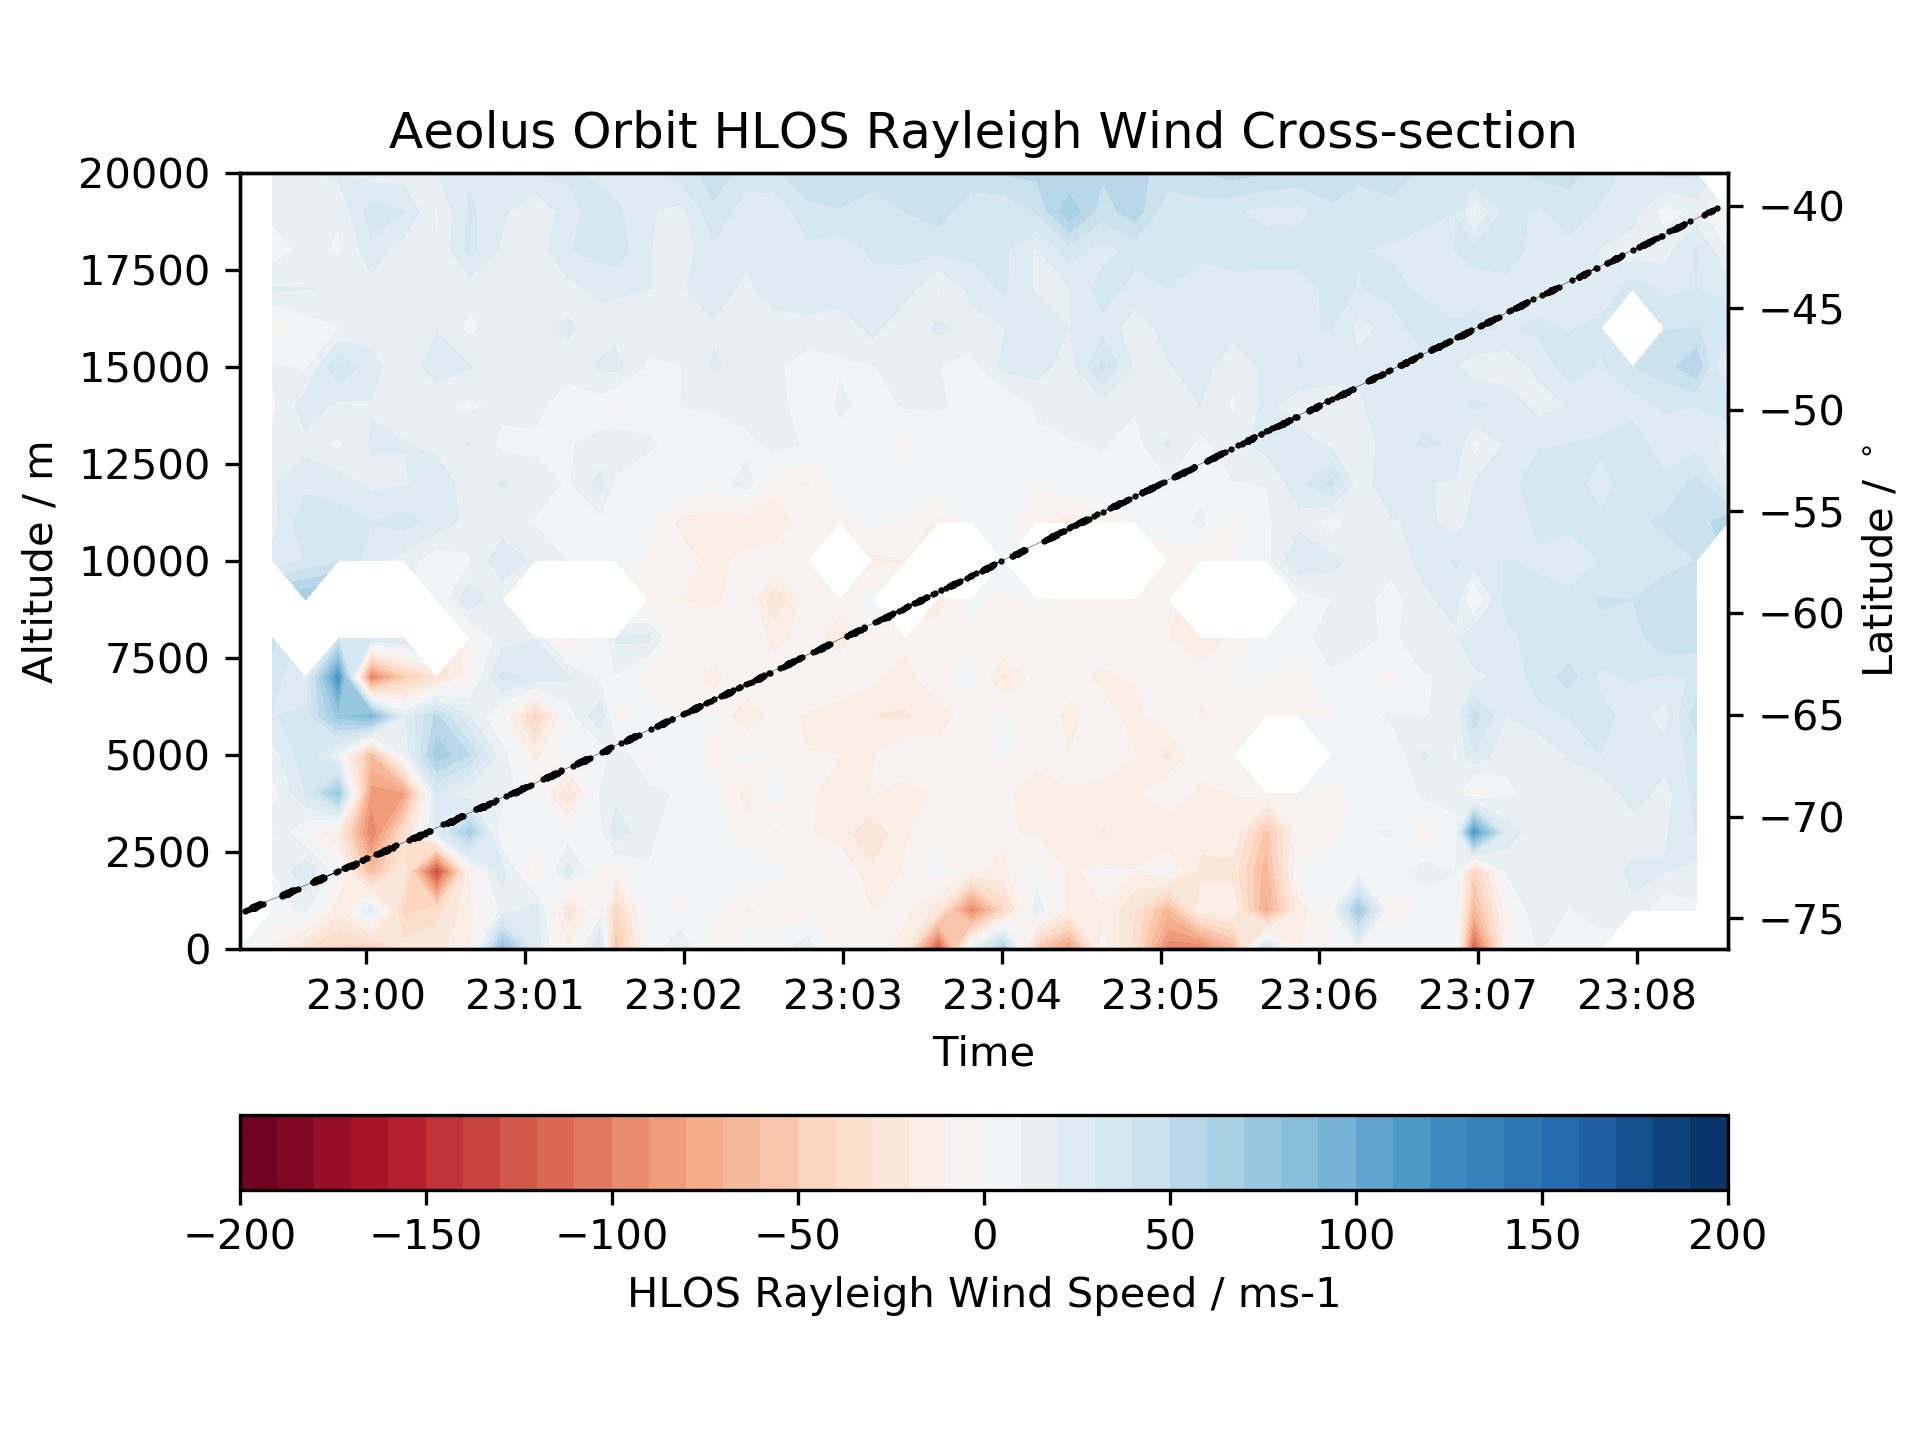 Aeolus Orbit HLOS Rayleigh Wind Cross-section
20000
17500
15000
12500
10000
7500
5000
2500
0
Altitude / m
−40
−45
−50
−55
−60
−65
−70
−75
Latitude / °
23:00 23:01 23:02 23:03 23:04 23:05 23:06 23:07 23:08
Time
−200 −150 −100 −50 0 50 100 150 200
HLOS Rayleigh Wind Speed / ms-1